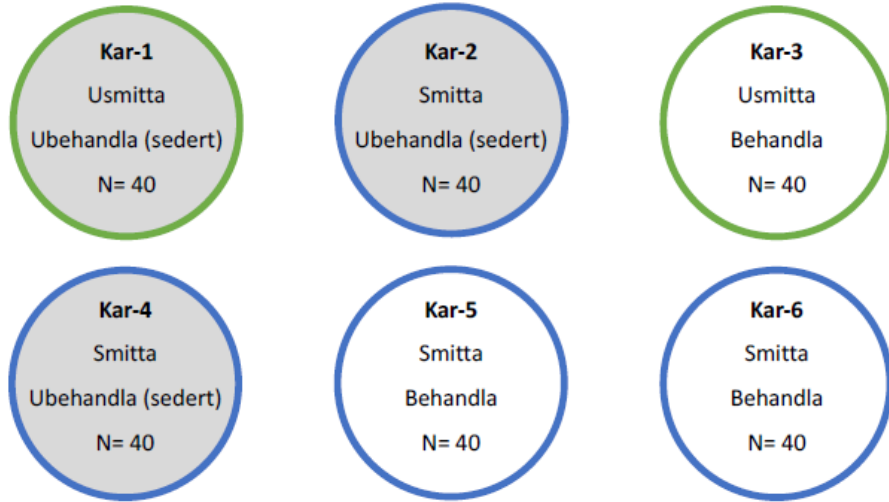 Kar-1
Usmitta
Ubehandla (sedert)
N= 40
Kar-2
Smitta
Ubehandla (sedert)
N= 40
Kar-3
Usmitta
Behandla
N= 40
Kar-4
Smitta
Ubehandla (sedert)
N= 40
Kar-5
Smitta
Behandla
N= 40
Kar-6
Smitta
Behandla
N= 40